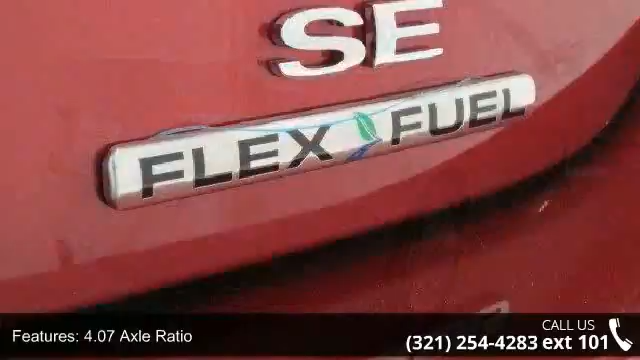 SE
FLEX FUEL
CALL US
Features: 4.07 Axle Ratio
(321) 254-4283 ext 101